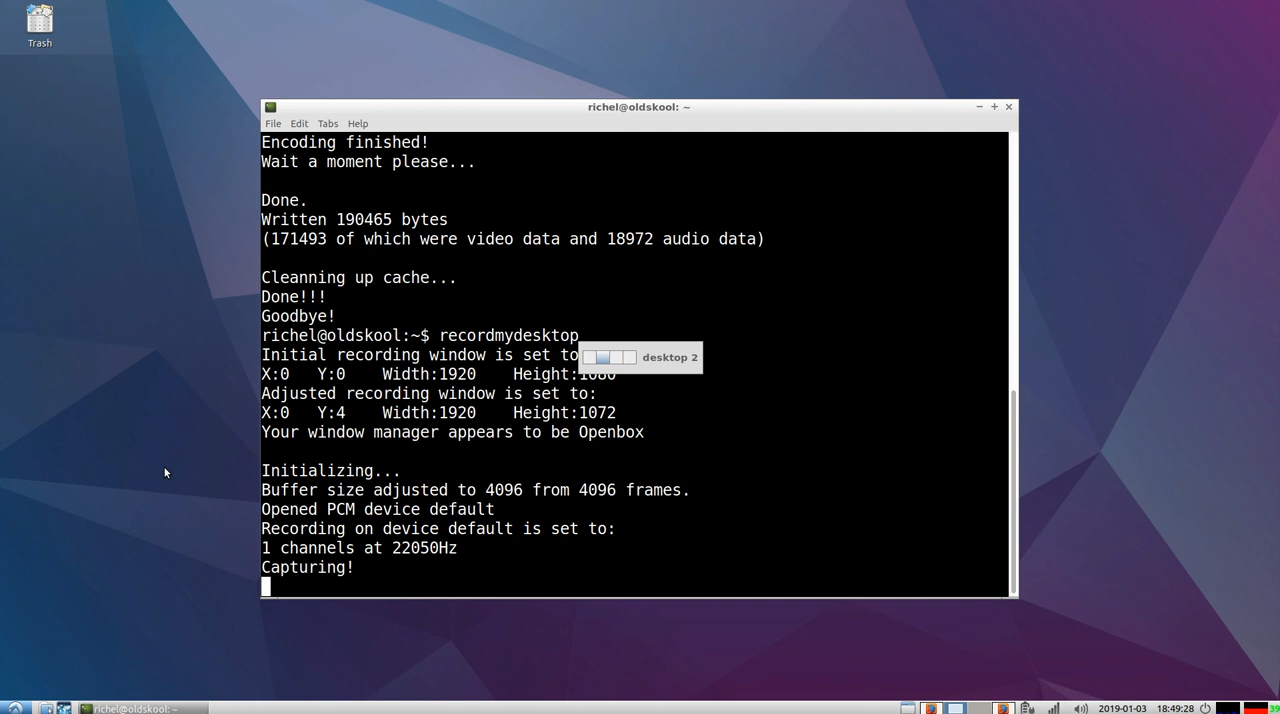 Trash
richel@oldskool: ~
File Edit Tabs Help
Encoding finished!
Wait a moment please...
Done.
Written 190465 bytes
(171493 of which were video data and 18972 audio data)
Cleanning up cache...
Done!!!
Goodbye!
richel@oldskool:~$ recordmydesktop
Initial recording window is set to
desktop 2
X:0 Y:0 Width:1920 Height:1080
Adjusted recording window is set to:
X:0 Y:4 Width:1920 Height:1072
Your window manager appears to be Openbox
Initializing...
Buffer size adjusted to 4096 from 4096 frames.
Opened PCM device default
Recording on device default is set to:
1 channels at 22050Hz
Capturing!
richel@oldskool: ~
2019-01-03 18:49:28
39